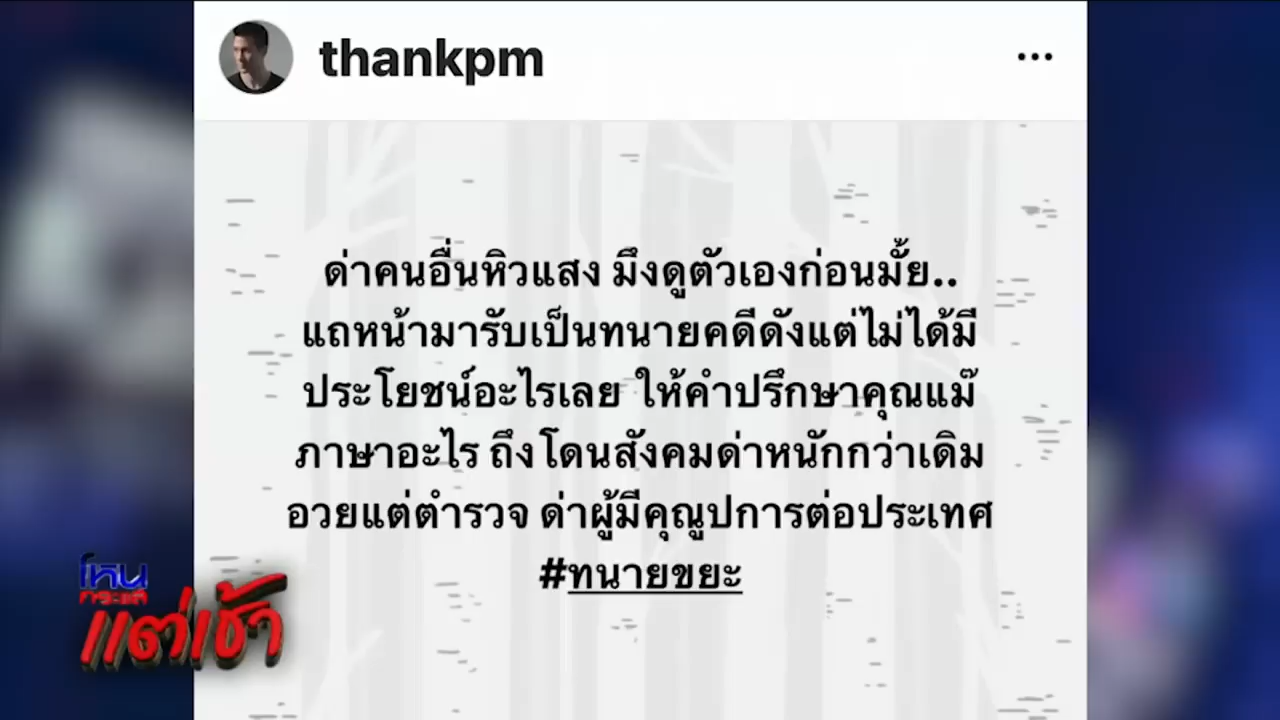 thankpm
ด่าคนอื่นหิวแสง มึงดูตัวเองก่อนมั้ย..
แถหน้ามารับเป็นทนายคดีดังแต่ไม่ได้มี
ประโยชน์อะไรเลย ให้คำปรึกษาคุณแม๊
ภาษาอะไร ถึงโดนสังคมด่าหนักกว่าเดิม
อวยแต่ตำรวจ ด่าผู้มีคุณูปการต่อประเทศ
#ทนายขยะ
โหนกระแส
แต่เช้า